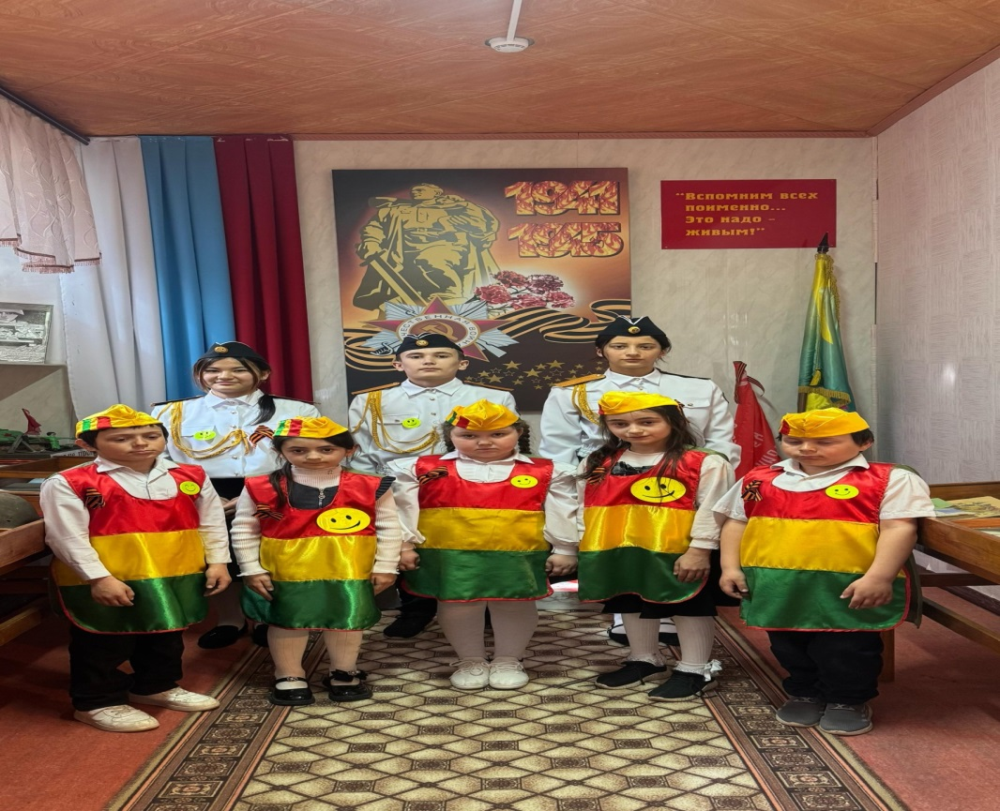 1941
1945
"Вспомним всех
поименно...
Это надо -
живым!"